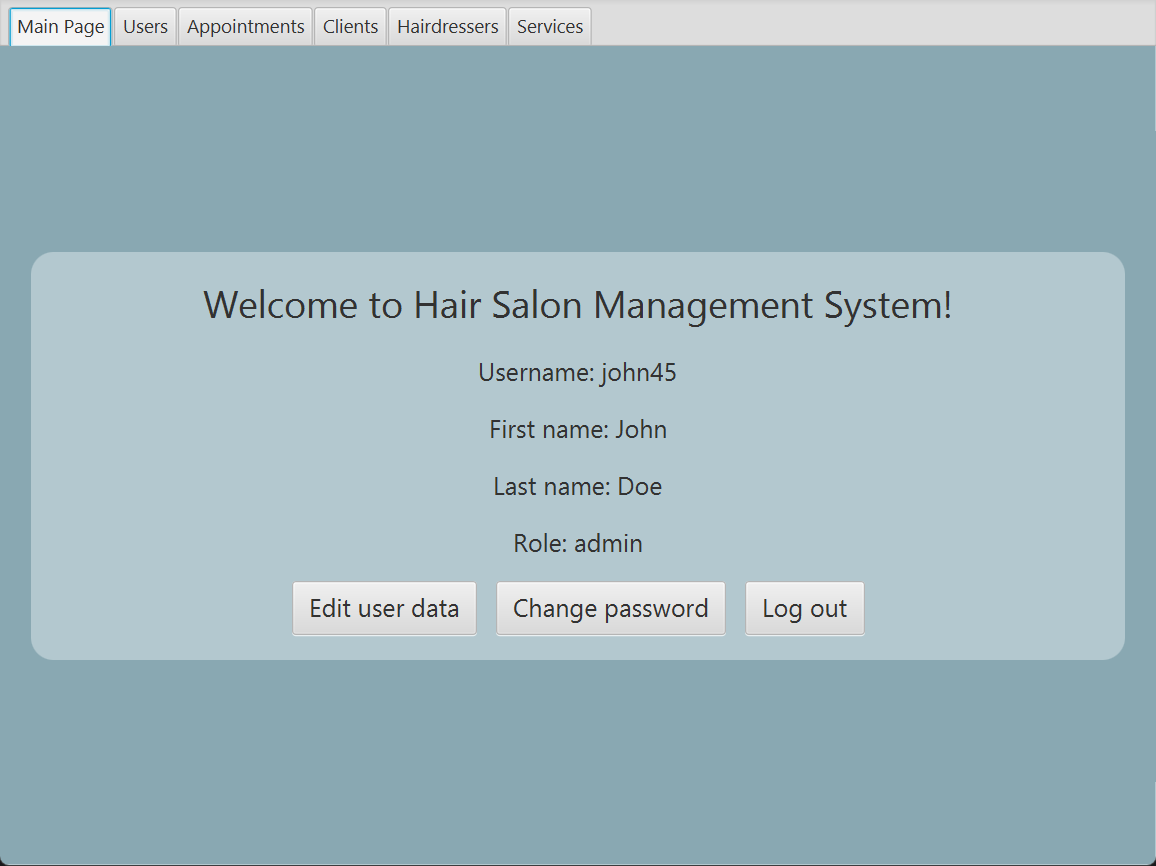 Main Page Users Appointments Clients Hairdressers Services
Welcome to Hair Salon Management System!
Username: john45
First name: John
Last name: Doe
Role: admin
Edit user data Change password Log out